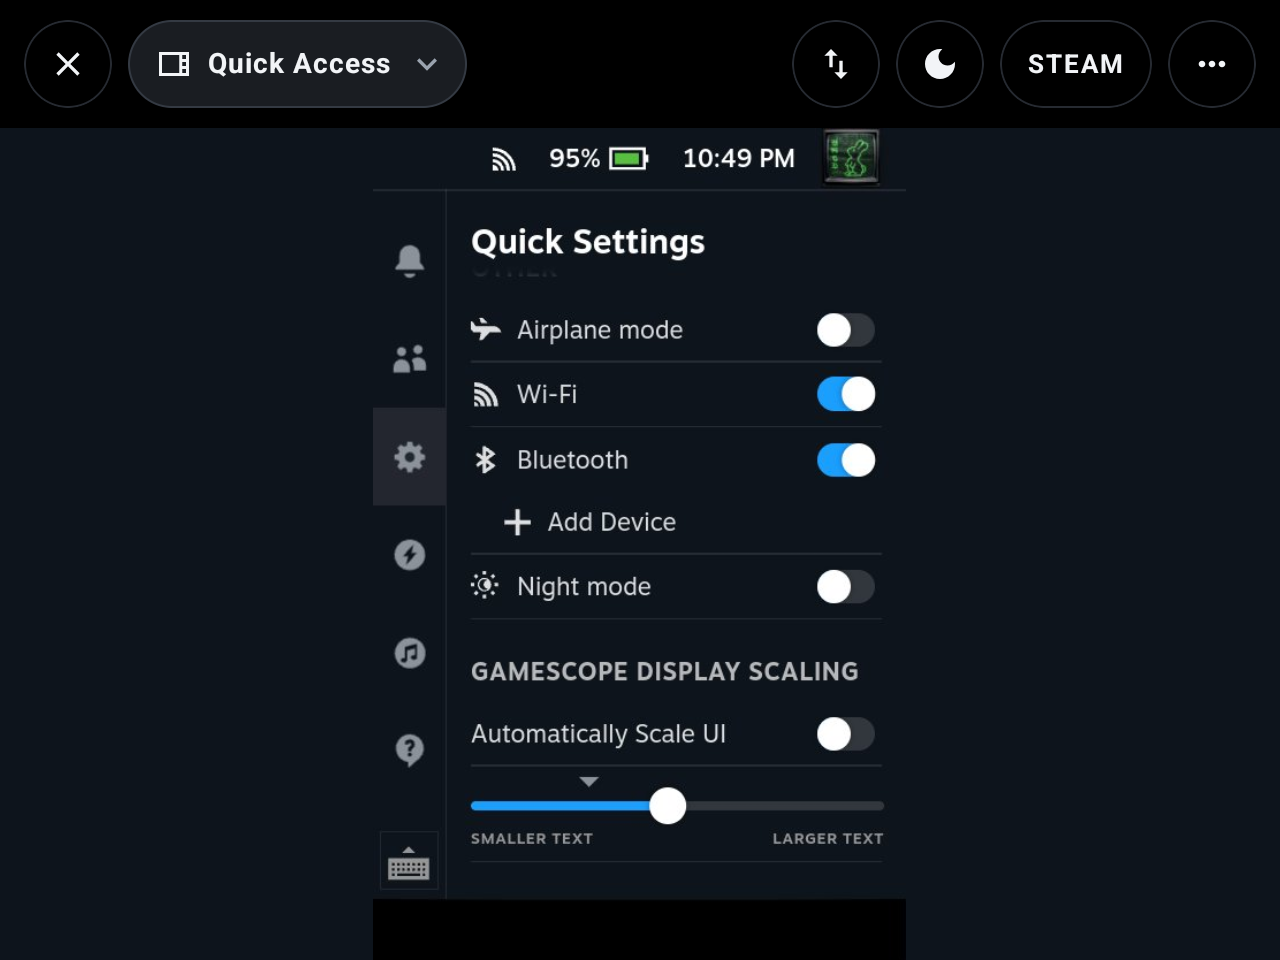 Quick Access
STEAM
95%
10:49 PM
Quick Settings
OTHER
Airplane mode
Wi-Fi
Bluetooth
Add Device
Night mode
GAMESCOPE DISPLAY SCALING
Automatically Scale UI
SMALLER TEXT
LARGER TEXT